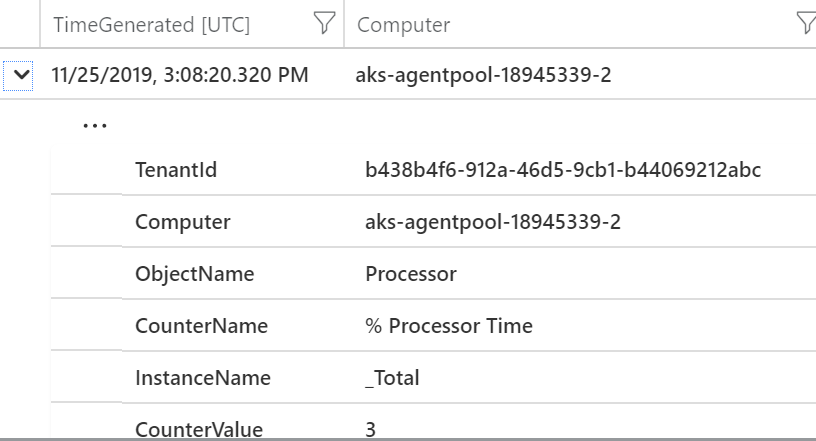 TimeGenerated [UTC] Computer
11/25/2019, 3:08:20.320 PM aks-agentpool-18945339-2
...
TenantId b438b4f6-912a-46d5-9cb1-b44069212abc
Computer aks-agentpool-18945339-2
ObjectName Processor
CounterName % Processor Time
InstanceName _Total
CounterValue 3